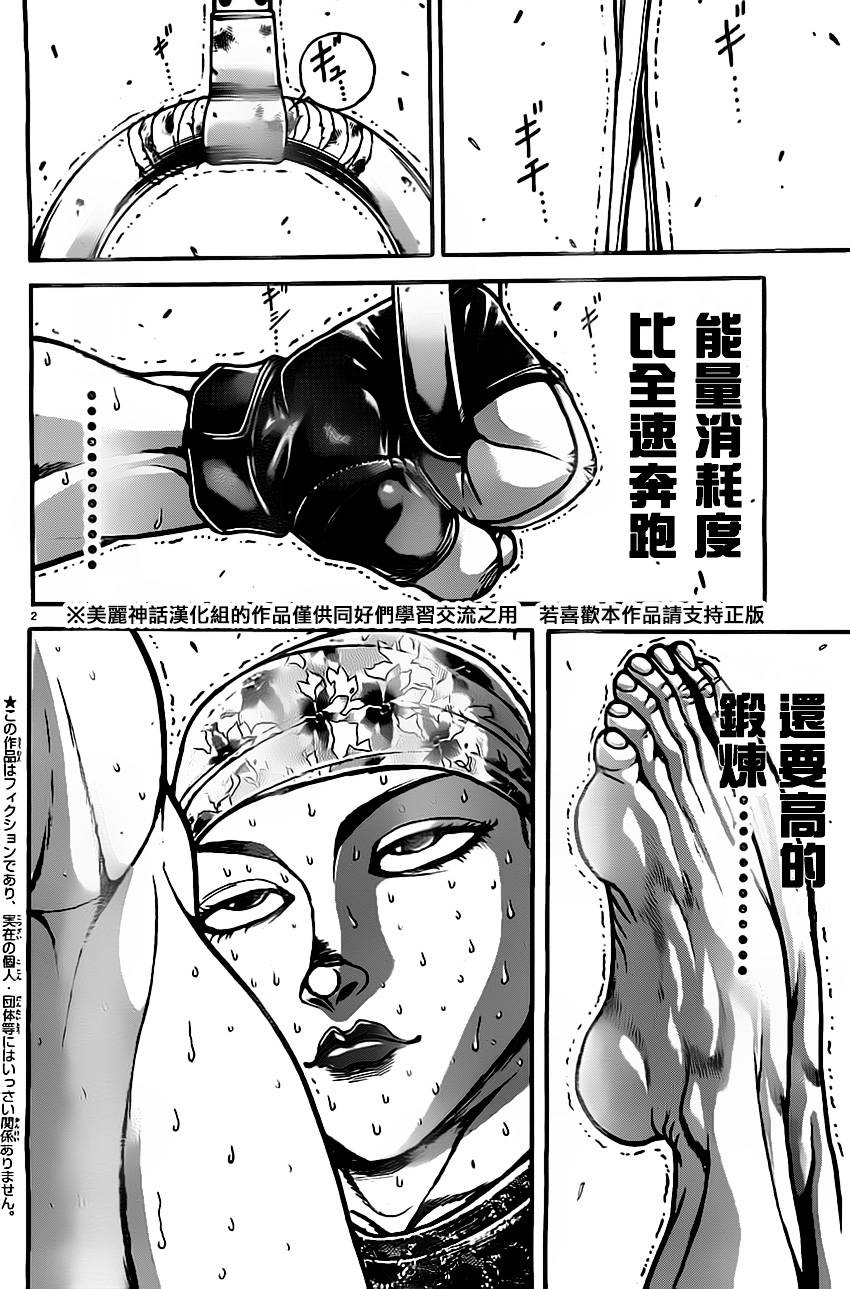 ギチ……
ギュ……
能量消耗度
比全速奔跑
ギシ……
ギ……
2
※美麗神話漢化組的作品僅供同好們學習交流之用　若喜歡本作品請支持正版
還要高的
鍛煉………
★この作品はフィクションであり、実在の個人・団体等にはいっさい関係ありません。